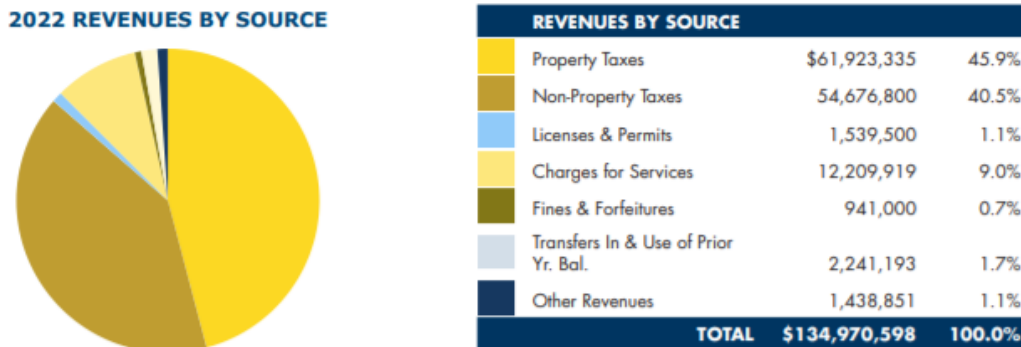 2022 REVENUES BY SOURCE
REVENUES BY SOURCE
Property Taxes $61,923,335 45.9%
Non-Property Taxes 54,676,800 40.5%
Licenses & Permits 1,539,500 1.1%
Charges for Services 12,209,919 9.0%
Fines & Forfeitures 941,000 0.7%
Transfers In & Use of Prior
Yr. Bal. 2,241,193 1.7%
Other Revenues 1,438,851 1.1%
TOTAL $134,970,598 100.0%